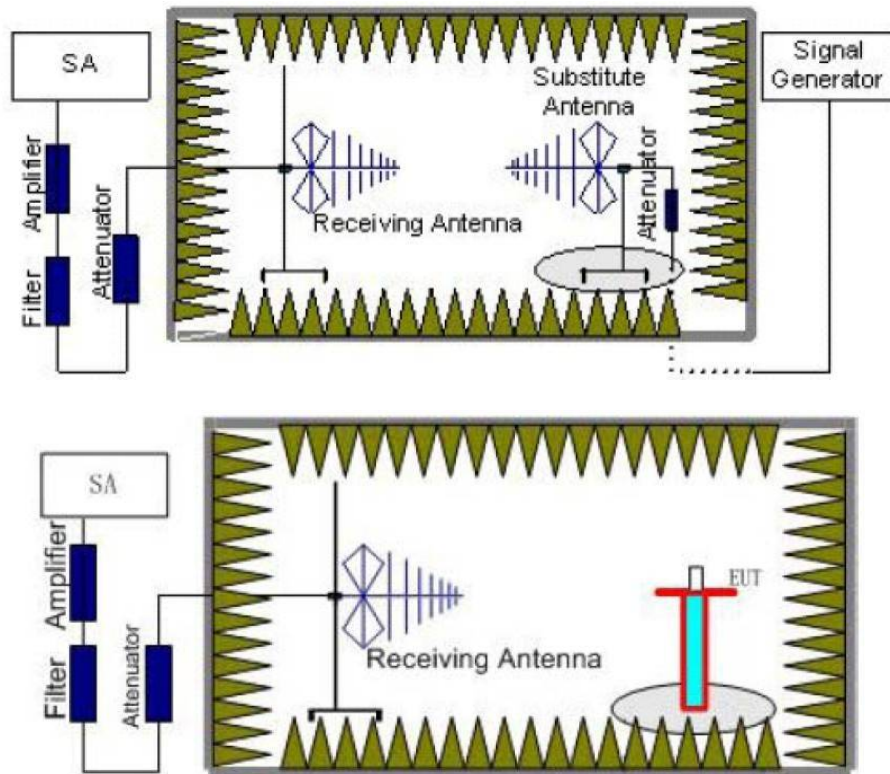 SA
Signal
Generator
Substitute
Antenna
Amplifier
Attenuator
Filter
Receiving Antenna
Attenuator
SA
Amplifier
Attenuator
Filter
EUT
Receiving Antenna